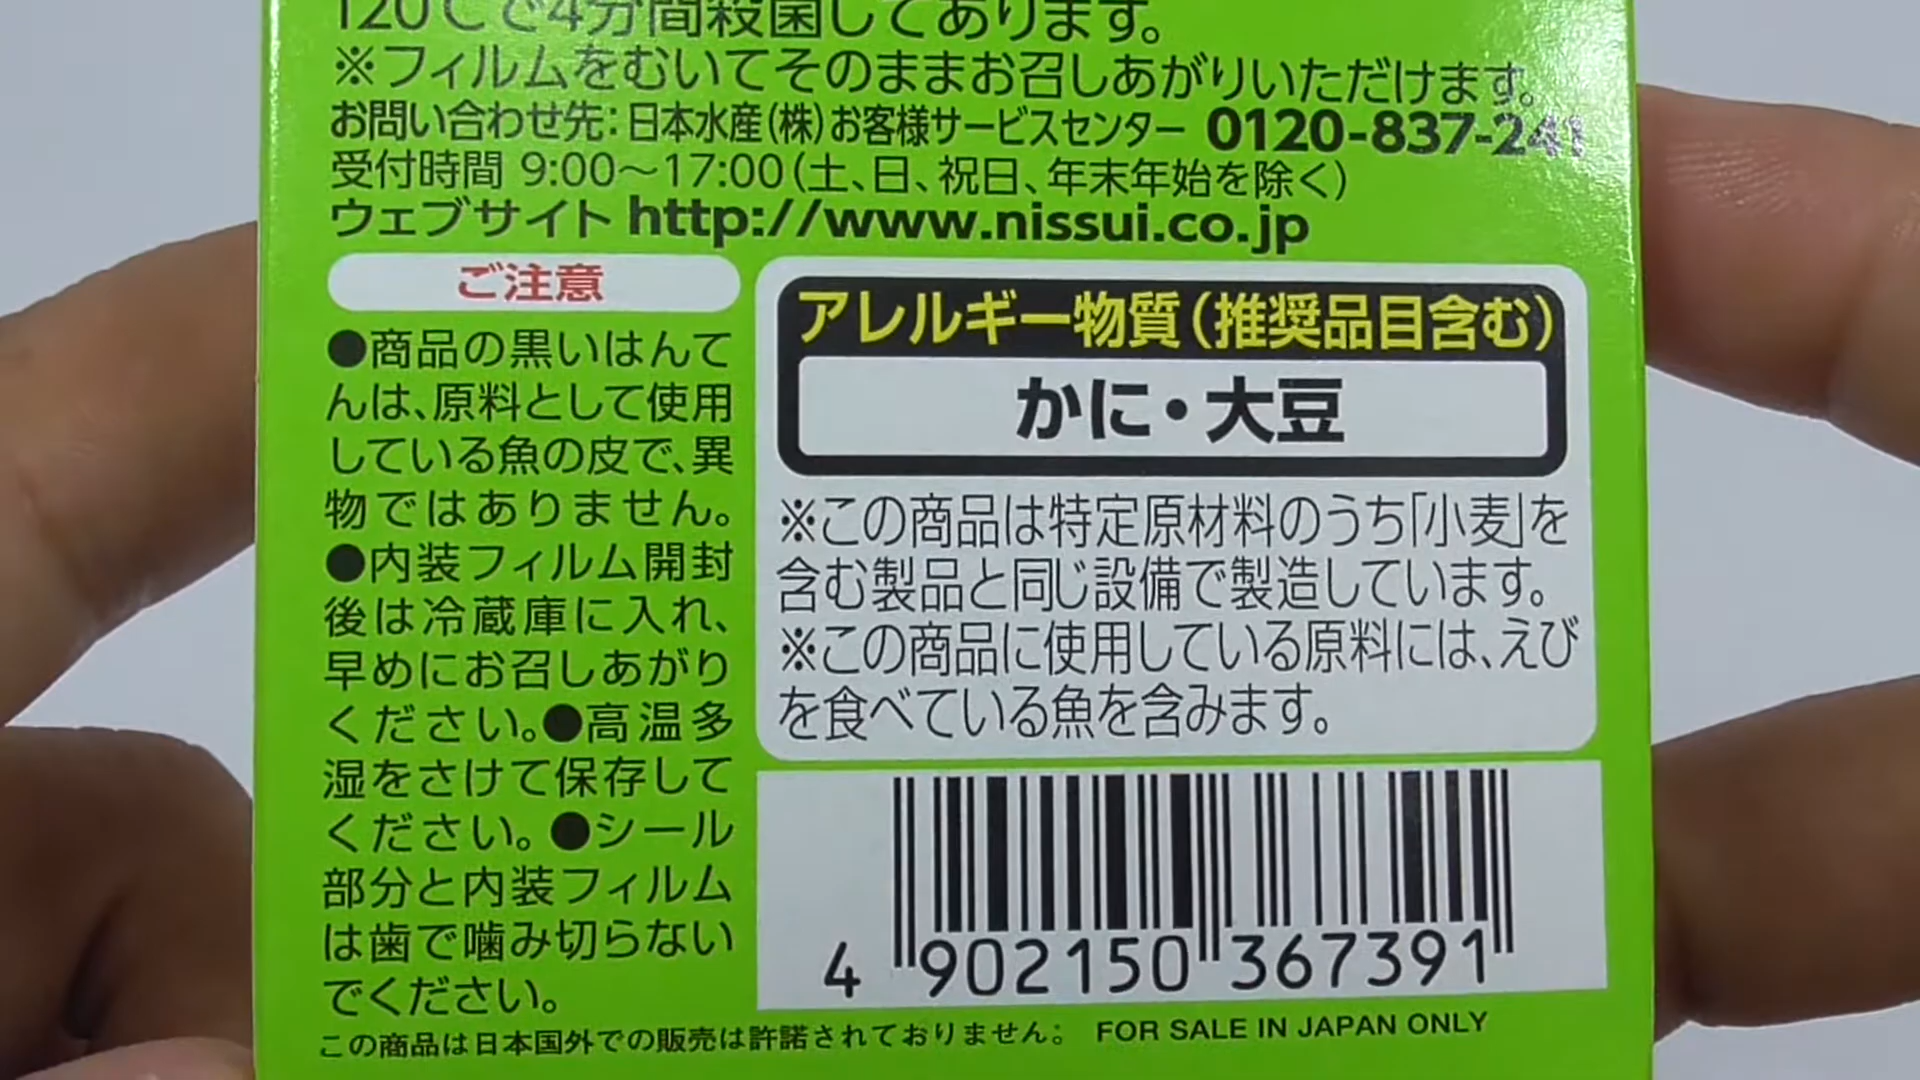 120℃で4分間殺菌してあります。
※フィルムをむいてそのままお召しあがりいただけます。
お問い合わせ先：日本水産(株)お客様サービスセンター 0120-837-241
受付時間 9:00～17:00(土、日、祝日、年末年始を除く)
ウェブサイト http://www.nissui.co.jp
ご注意
●商品の黒いはんて
んは、原料として使用
している魚の皮で、異
物ではありません。
●内装フィルム開封
後は冷蔵庫に入れ、
早めにお召しあがり
ください。●高温多
湿をさけて保存して
ください。●シール
部分と内装フィルム
は歯で噛み切らない
でください。
アレルギー物質(推奨品目含む)
かに・大豆
※この商品は特定原材料のうち「小麦」を
含む製品と同じ設備で製造しています。
※この商品に使用している原料には、えび
を食べている魚を含みます。
4 902150 367391
この商品は日本国外での販売は許諾されておりません。 FOR SALE IN JAPAN ONLY